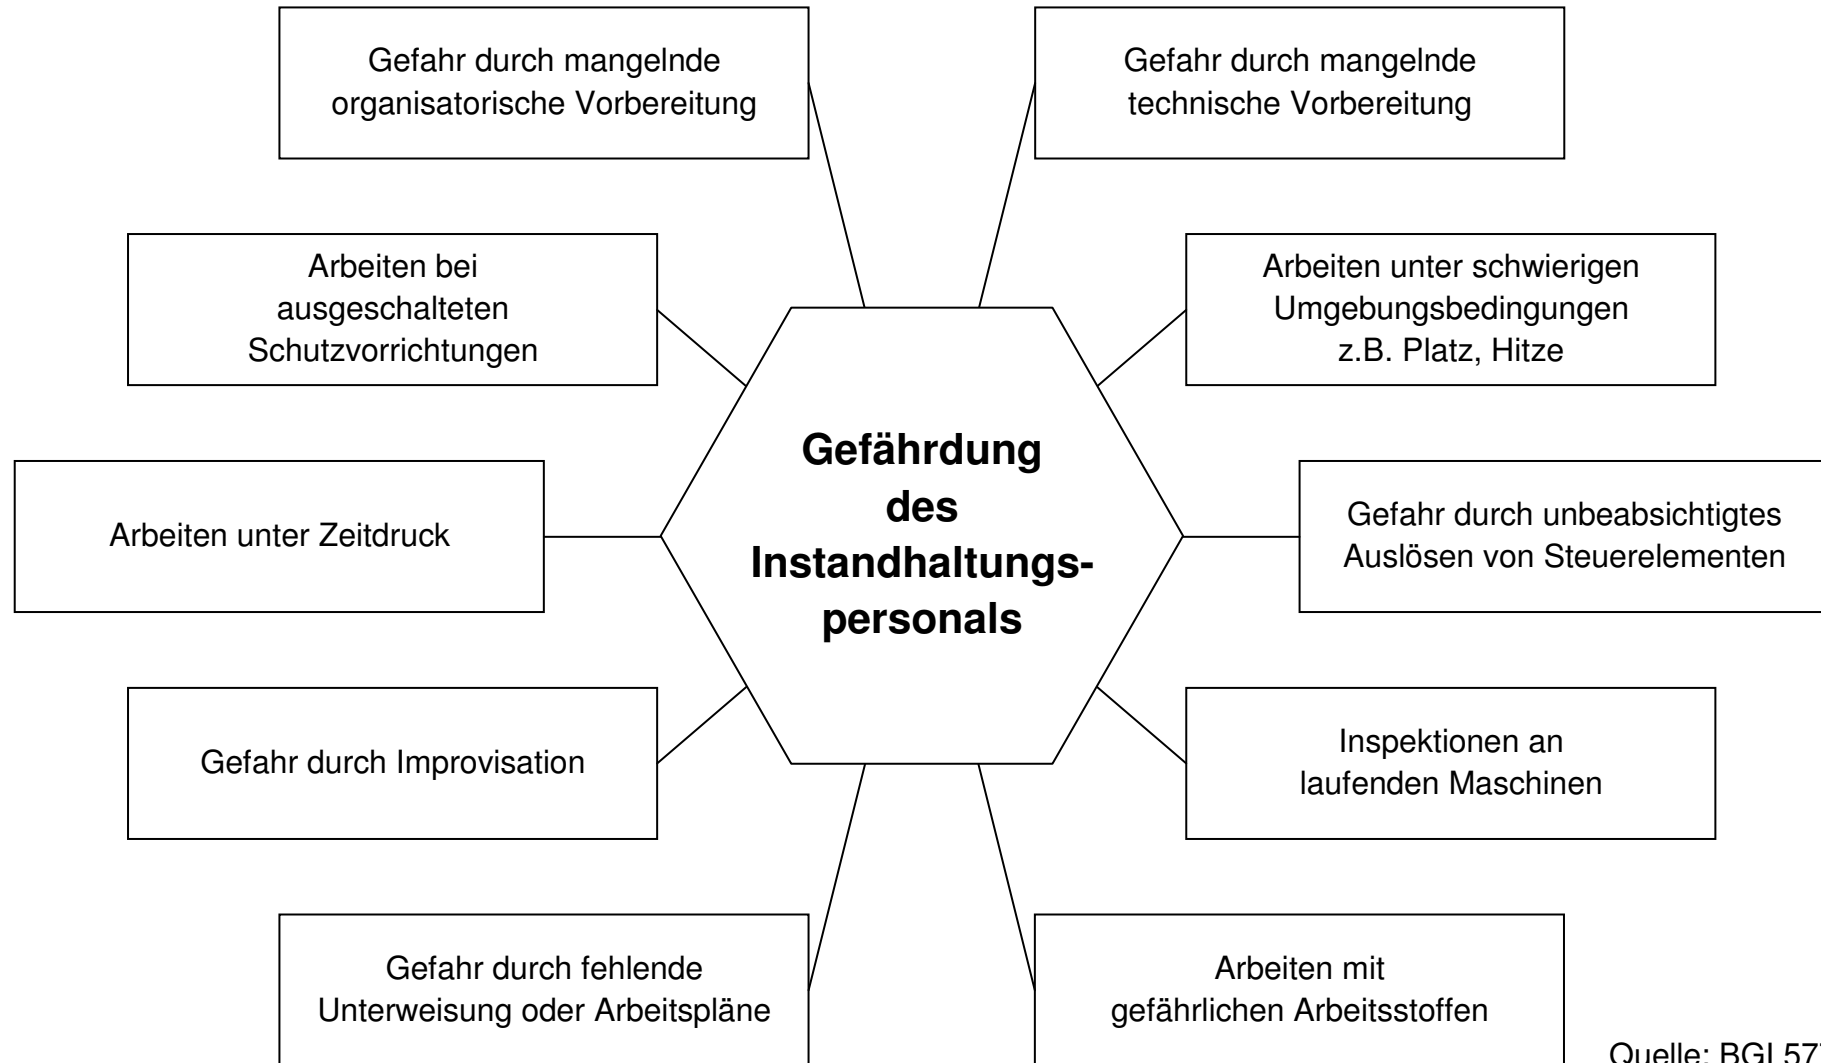 Gefahr durch mangelnde
organisatorische Vorbereitung
Gefahr durch mangelnde
technische Vorbereitung
Arbeiten bei
ausgeschalteten
Schutzvorrichtungen
Arbeiten unter schwierigen
Umgebungsbedingungen
z.B. Platz, Hitze
Gefährdung
des
Instandhaltungs-
personals
Arbeiten unter Zeitdruck
Gefahr durch unbeabsichtigtes
Auslösen von Steuerelementen
Gefahr durch Improvisation
Inspektionen an
laufenden Maschinen
Gefahr durch fehlende
Unterweisung oder Arbeitspläne
Arbeiten mit
gefährlichen Arbeitsstoffen
Quelle: BGI